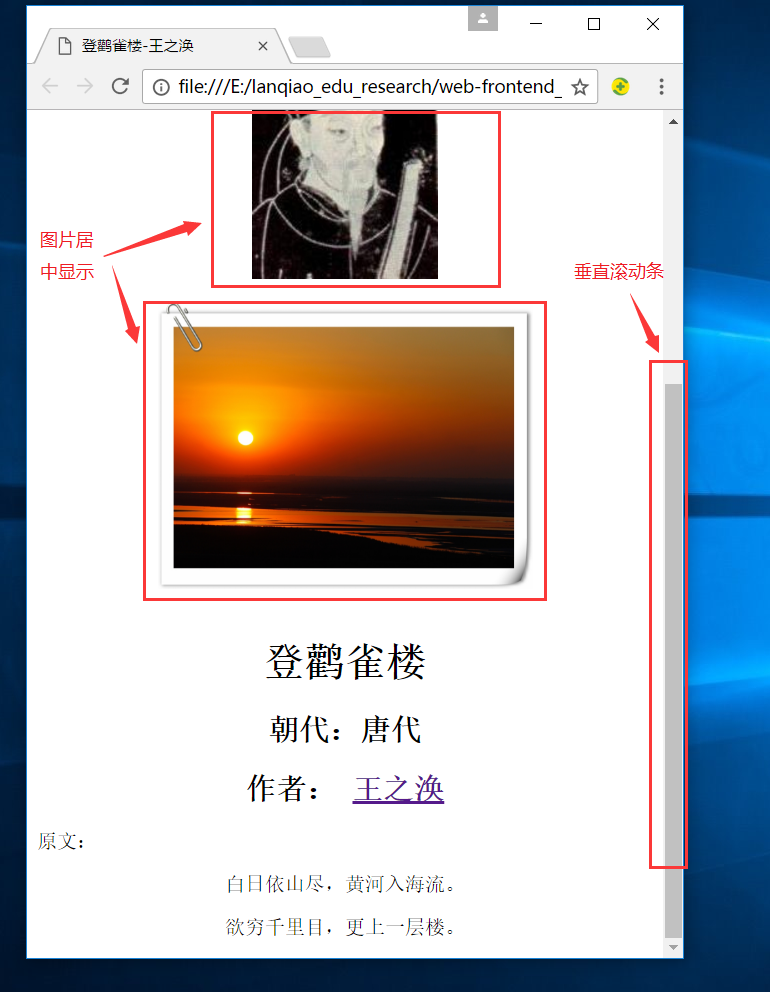 登鹳雀楼-王之涣
file:///E:/lanqiao_edu_research/web-frontend_
图片居
中显示
垂直滚动条
登鹳雀楼
朝代：唐代
作者： 王之涣
原文：
白日依山尽，黄河入海流。
欲穷千里目，更上一层楼。